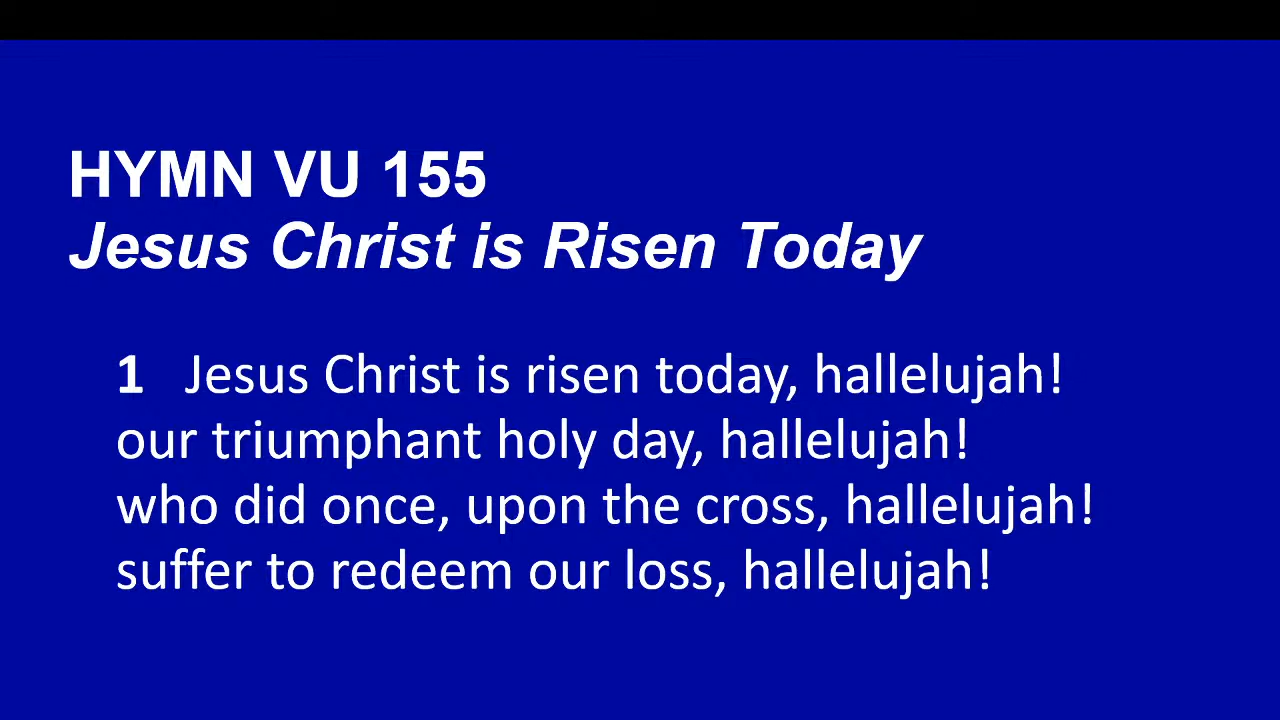 HYMN VU 155
Jesus Christ is Risen Today
1 Jesus Christ is risen today, hallelujah!
our triumphant holy day, hallelujah!
who did once, upon the cross, hallelujah!
suffer to redeem our loss, hallelujah!